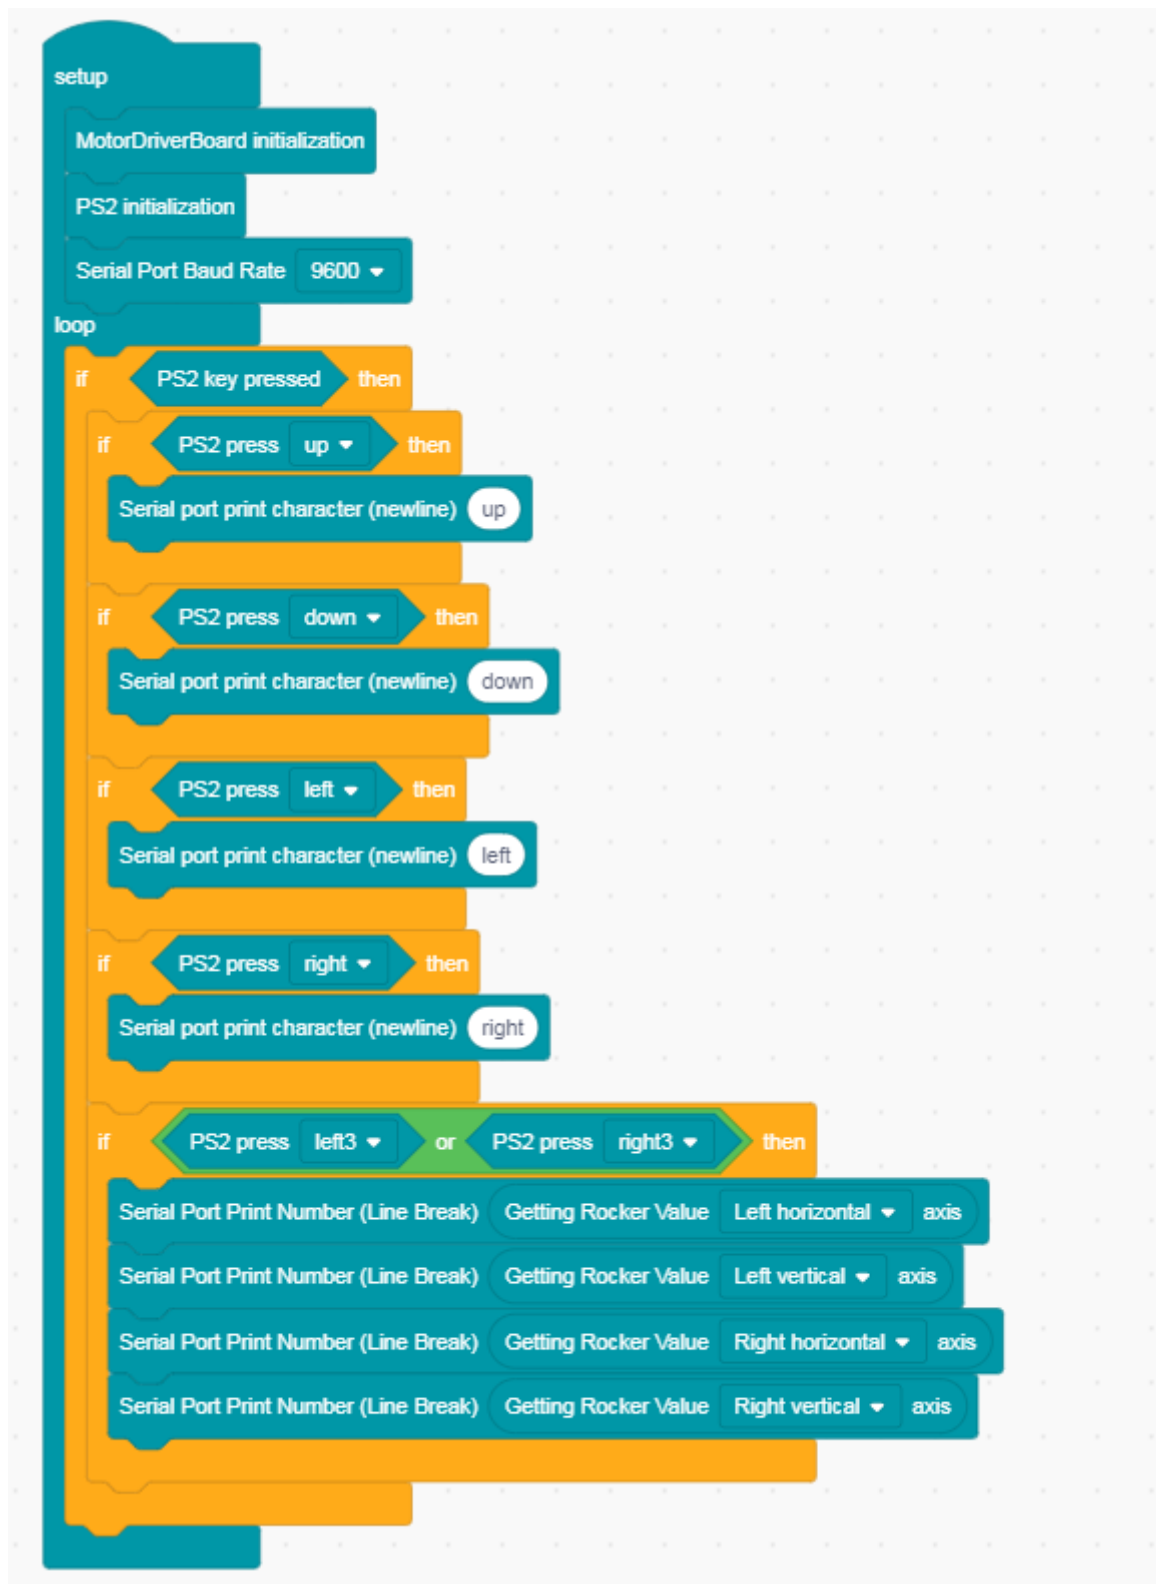 setup
MotorDriverBoard initialization
PS2 initialization
Serial Port Baud Rate 9600
loop
if PS2 key pressed then
if PS2 press up then
Serial port print character (newline) up
if PS2 press down then
Serial port print character (newline) down
if PS2 press left then
Serial port print character (newline) left
if PS2 press right then
Serial port print character (newline) right
if PS2 press left3 or PS2 press right3 then
Serial Port Print Number (Line Break) Getting Rocker Value Left horizontal axis
Serial Port Print Number (Line Break) Getting Rocker Value Left vertical axis
Serial Port Print Number (Line Break) Getting Rocker Value Right horizontal axis
Serial Port Print Number (Line Break) Getting Rocker Value Right vertical axis